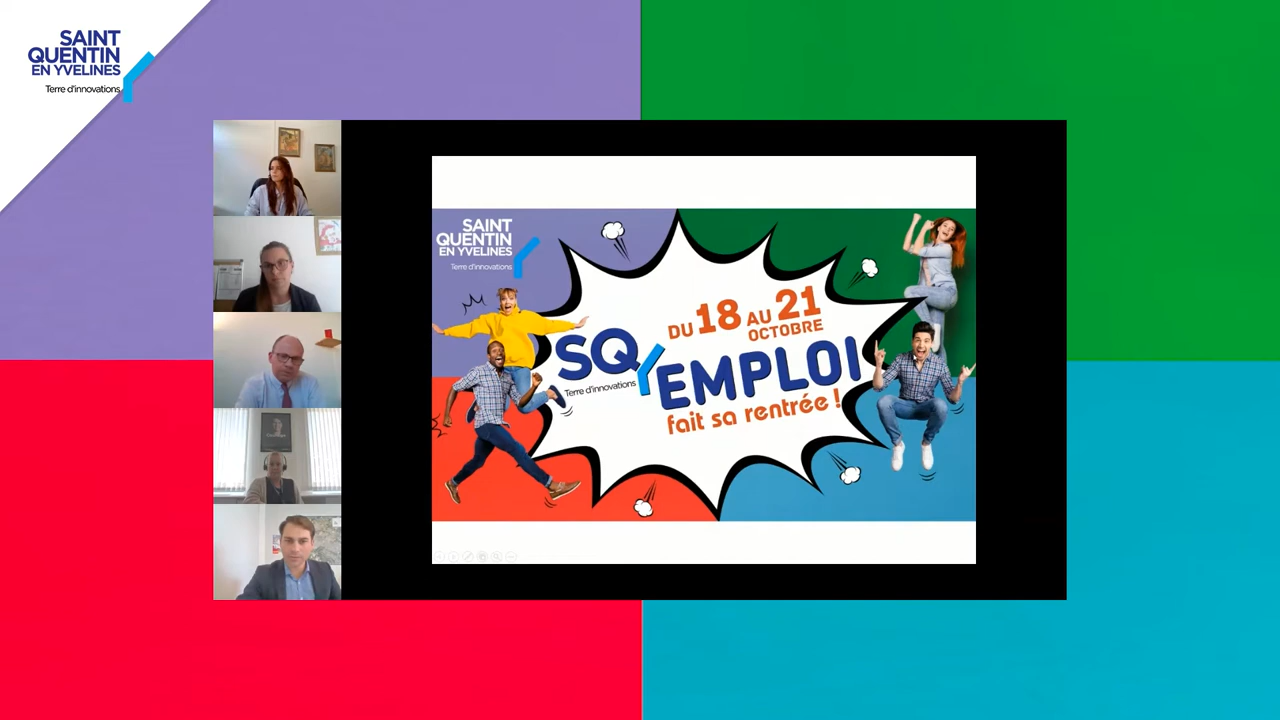 SAINT
QUENTIN
EN YVELINES
Terre d'innovations
SAINT
QUENTIN
EN YVELINES
Terre d'innovations
DU 18 AU 21
OCTOBRE
SQY
Terre d'innovations
EMPLOI
fait sa rentrée !